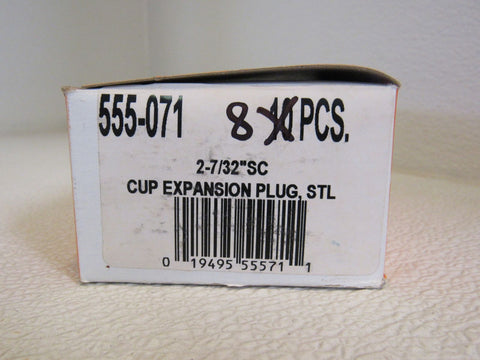 555-071 8 10 PCS.
2-7/32"SC
CUP EXPANSION PLUG, STL
0 19495 55571 1